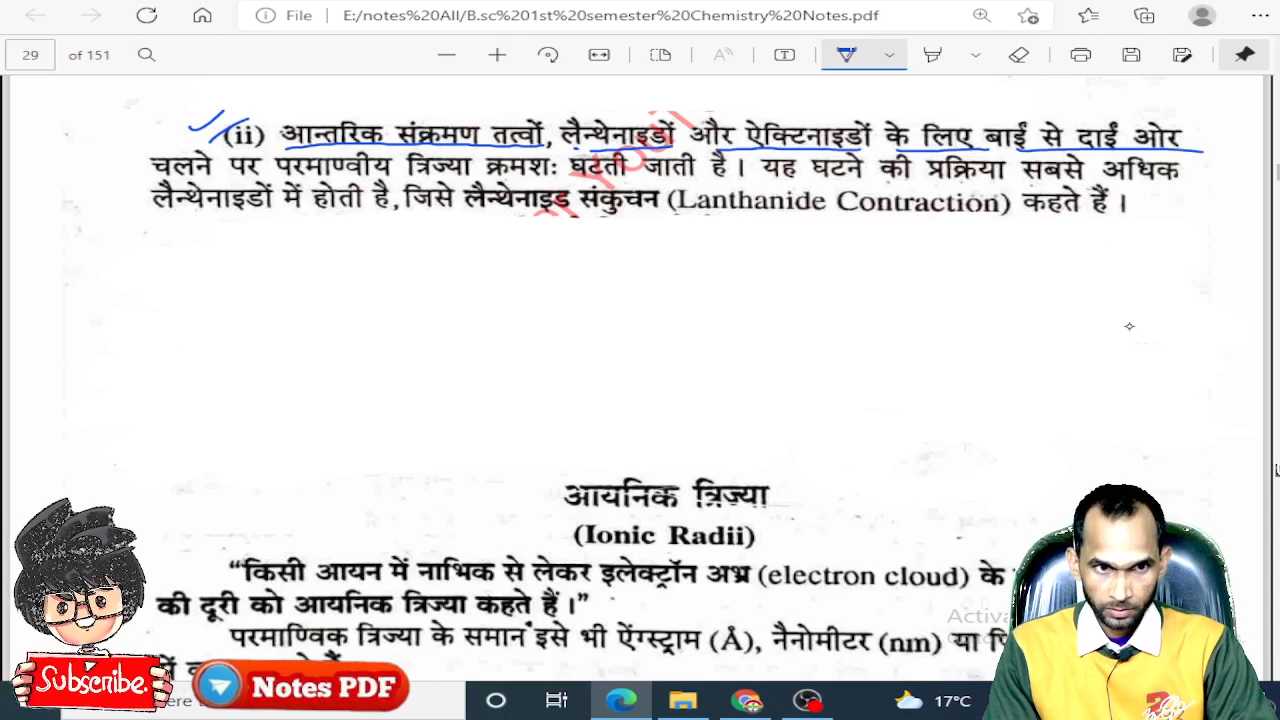 File E:/notes%20All/B.sc%201st%20semester%20Chemistry%20Notes.pdf
29 of 151
(ii) आन्तरिक संक्रमण तत्वों, लैन्थेनाइडों और ऐक्टिनाइडों के लिए बाईं से दाईं ओर
चलने पर परमाण्वीय त्रिज्या क्रमशः घटती जाती है। यह घटने की प्रक्रिया सबसे अधिक
लैन्थेनाइडों में होती है, जिसे लैन्थेनाइड संकुचन (Lanthanide Contraction) कहते हैं।
आयनिक त्रिज्या
(Ionic Radii)
"किसी आयन में नाभिक से लेकर इलेक्ट्रॉन अभ्र (electron cloud) के
की दूरी को आयनिक त्रिज्या कहते हैं।"
परमाण्विक त्रिज्या के समान इसे भी ऐंग्स्ट्राम (Å), नैनोमीटर (nm) या
Subscribe.
Notes PDF
17°C